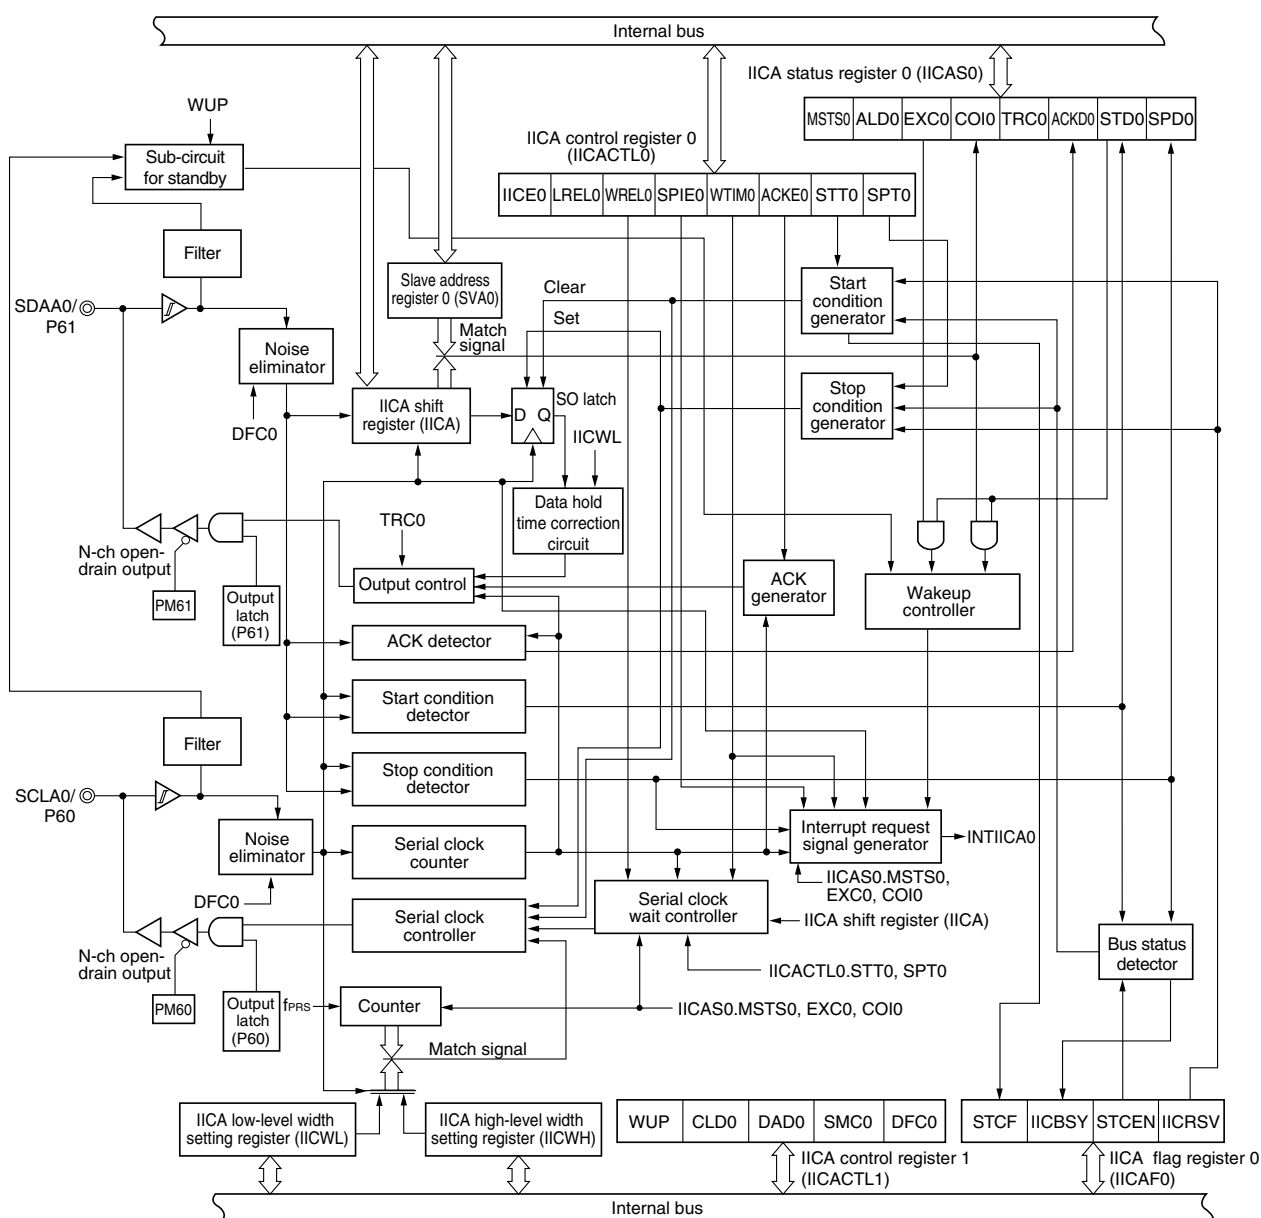 Internal bus
IICA status register 0 (IICAS0)
MSTS0 ALD0 EXC0 COI0 TRC0 ACKD0 STD0 SPD0
WUP
IICA control register 0
(IICACTL0)
Sub-circuit
for standby
IICE0 LREL0 WREL0 SPIE0 WTIM0 ACKE0 STT0 SPT0
Filter
Slave address
register 0 (SVA0)
Start
condition
generator
Clear
SDAA0/
P61
Set
Match
signal
Noise
eliminator
Stop
condition
generator
IICA shift
register (IICA)
SO latch
D Q
DFC0
IICWL
Data hold
time correction
circuit
TRC0
N-ch open-
drain output
Output control
ACK
generator
Wakeup
controller
PM61
Output
latch
(P61)
ACK detector
Start condition
detector
Filter
Stop condition
detector
SCLA0/
P60
Noise
eliminator
Serial clock
counter
Interrupt request
signal generator
INTIICA0
IICAS0.MSTS0,
EXC0, COI0
DFC0
Serial clock
controller
Serial clock
wait controller
IICA shift register (IICA)
N-ch open-
drain output
Bus status
detector
IICACTL0.STT0, SPT0
PM60
Output
latch
(P60)
fPRS
Counter
IICAS0.MSTS0, EXC0, COI0
Match signal
IICA low-level width
setting register (IICWL)
IICA high-level width
setting register (IICWH)
WUP CLD0 DAD0 SMC0 DFC0
STCF IICBSY STCEN IICRSV
IICA control register 1
(IICACTL1)
IICA flag register 0
(IICAF0)
Internal bus